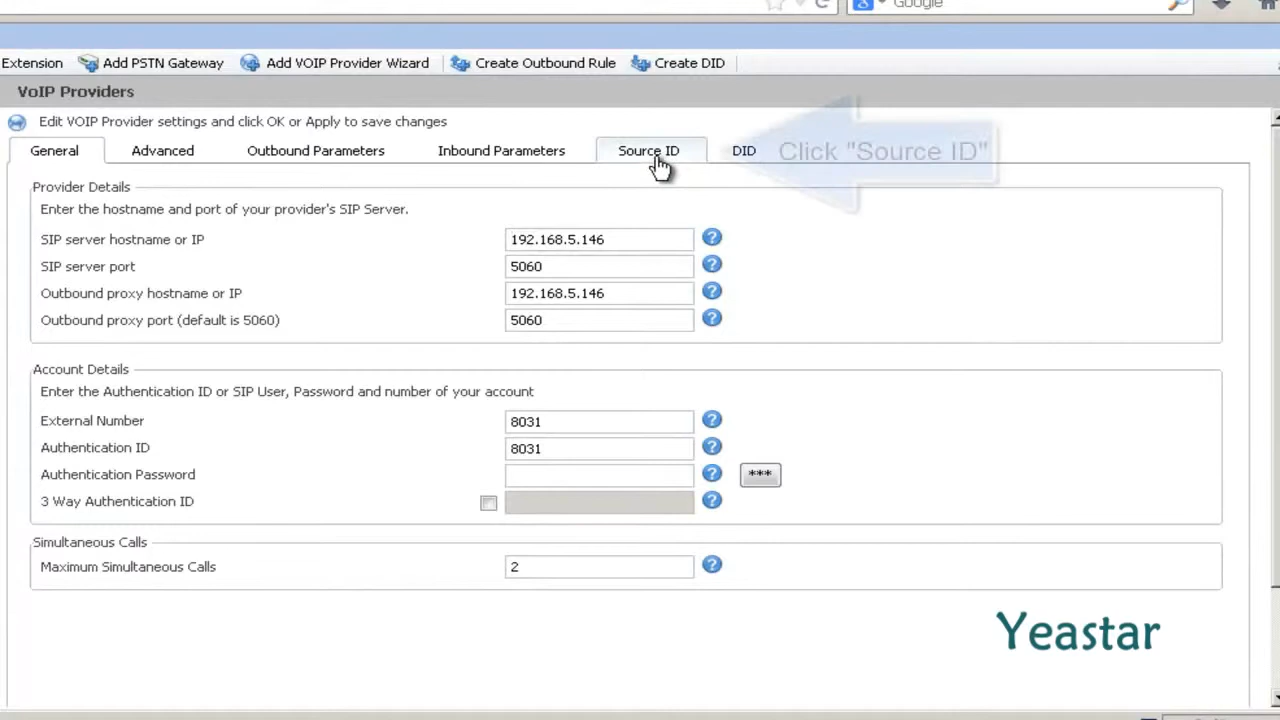 Google
Extension Add PSTN Gateway Add VOIP Provider Wizard Create Outbound Rule Create DID
VoIP Providers
Edit VOIP Provider settings and click OK or Apply to save changes
General Advanced Outbound Parameters Inbound Parameters Source ID DID Click "Source ID"
Provider Details
Enter the hostname and port of your provider's SIP Server.
SIP server hostname or IP 192.168.5.146 ?
SIP server port 5060 ?
Outbound proxy hostname or IP 192.168.5.146 ?
Outbound proxy port (default is 5060) 5060 ?
Account Details
Enter the Authentication ID or SIP User, Password and number of your account
External Number 8031 ?
Authentication ID 8031 ?
Authentication Password ? ***
3 Way Authentication ID ?
Simultaneous Calls
Maximum Simultaneous Calls 2 ?
Yeastar